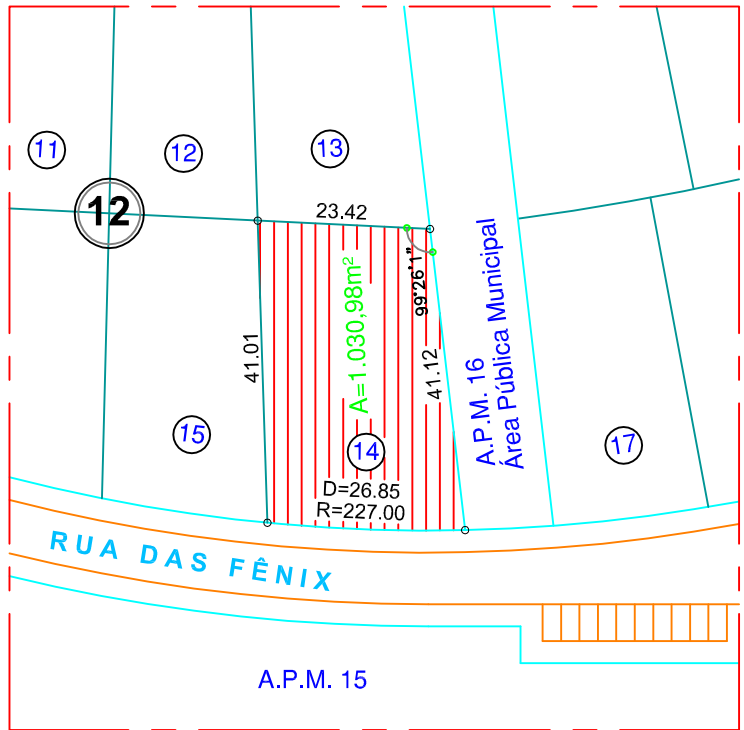 11
12
13
12
23.42
99°26'1"
A=1.030,98m²
41.01
41.12
A.P.M. 16
Área Pública Municipal
15
14
17
D=26.85
R=227.00
RUA DAS FÊNIX
A.P.M. 15